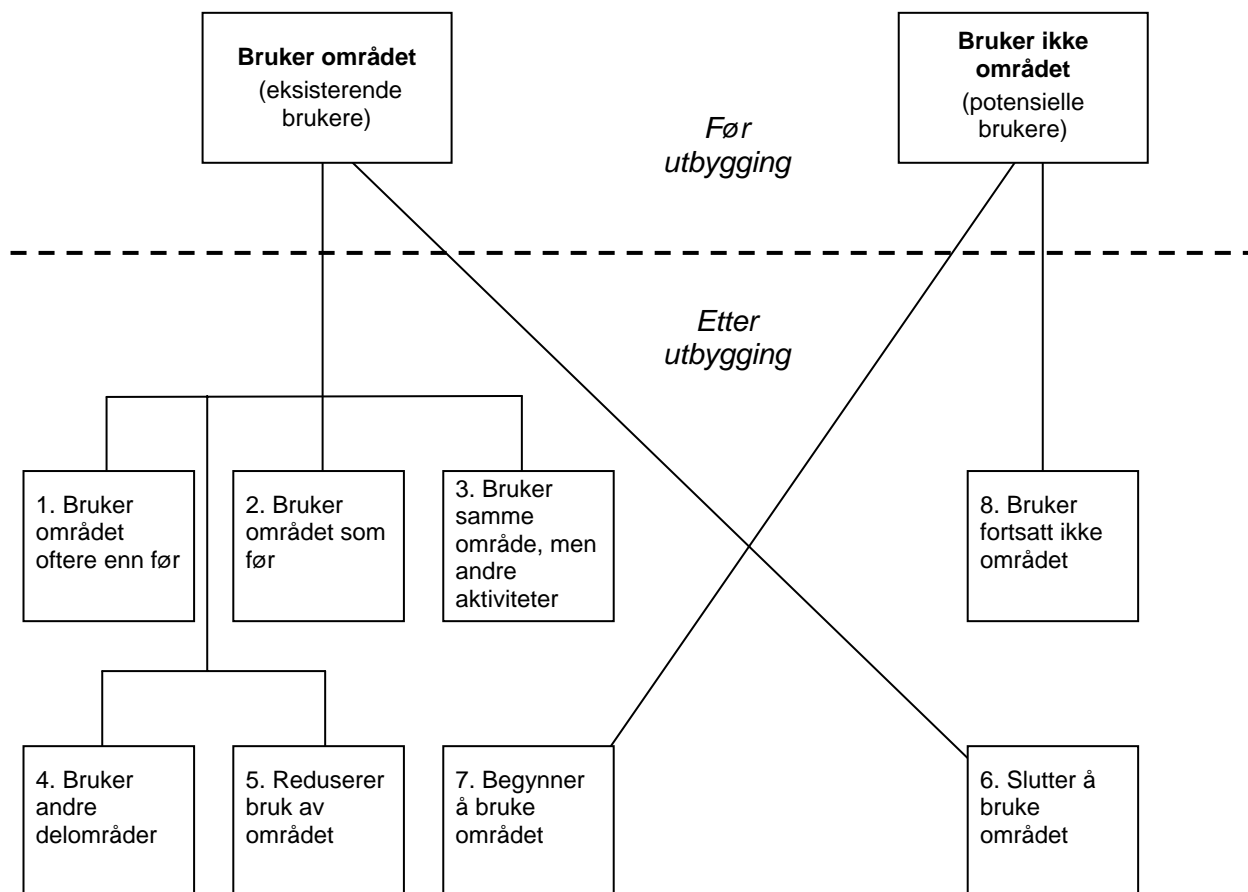 Bruker området
(eksisterende
brukere)
Bruker ikke
området
(potensielle
brukere)
Før
utbygging
Etter
utbygging
1. Bruker
området
oftere enn før
2. Bruker
området som
før
3. Bruker
samme
område, men
andre
aktiviteter
8. Bruker
fortsatt ikke
området
4. Bruker
andre
delområder
5. Reduserer
bruk av
området
7. Begynner
å bruke
området
6. Slutter å
bruke
området